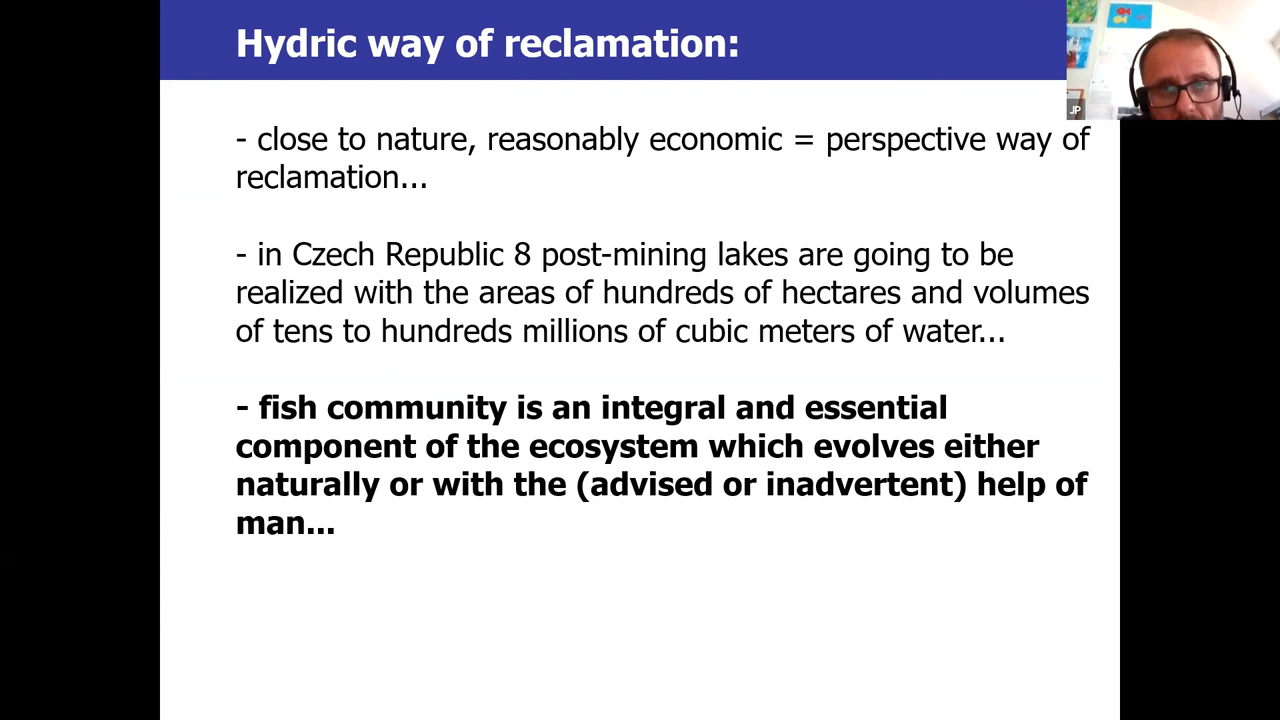 Hydric way of reclamation:
JP
- close to nature, reasonably economic = perspective way of
reclamation...
- in Czech Republic 8 post-mining lakes are going to be
realized with the areas of hundreds of hectares and volumes
of tens to hundreds millions of cubic meters of water...
- fish community is an integral and essential
component of the ecosystem which evolves either
naturally or with the (advised or inadvertent) help of
man...